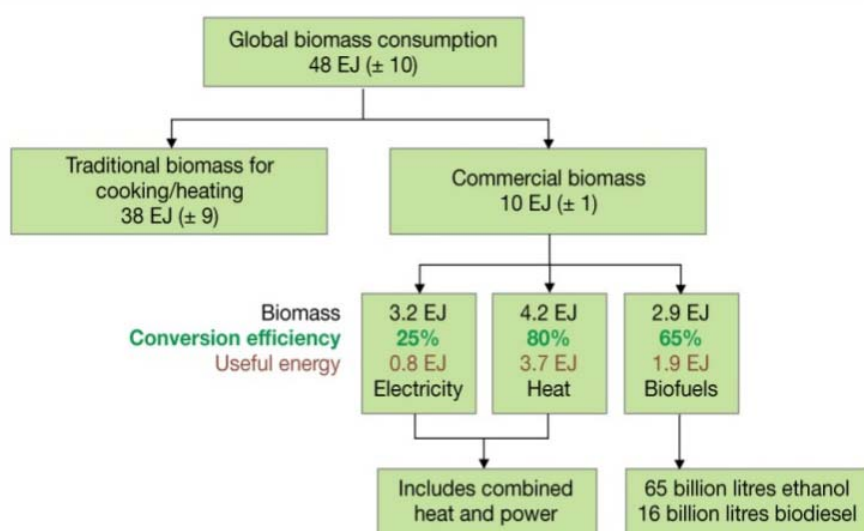 Global biomass consumption
48 EJ (± 10)
Traditional biomass for
cooking/heating
38 EJ (± 9)
Commercial biomass
10 EJ (± 1)
Biomass
Conversion efficiency
Useful energy
3.2 EJ
25%
0.8 EJ
Electricity
4.2 EJ
80%
3.7 EJ
Heat
2.9 EJ
65%
1.9 EJ
Biofuels
Includes combined
heat and power
65 billion litres ethanol
16 billion litres biodiesel